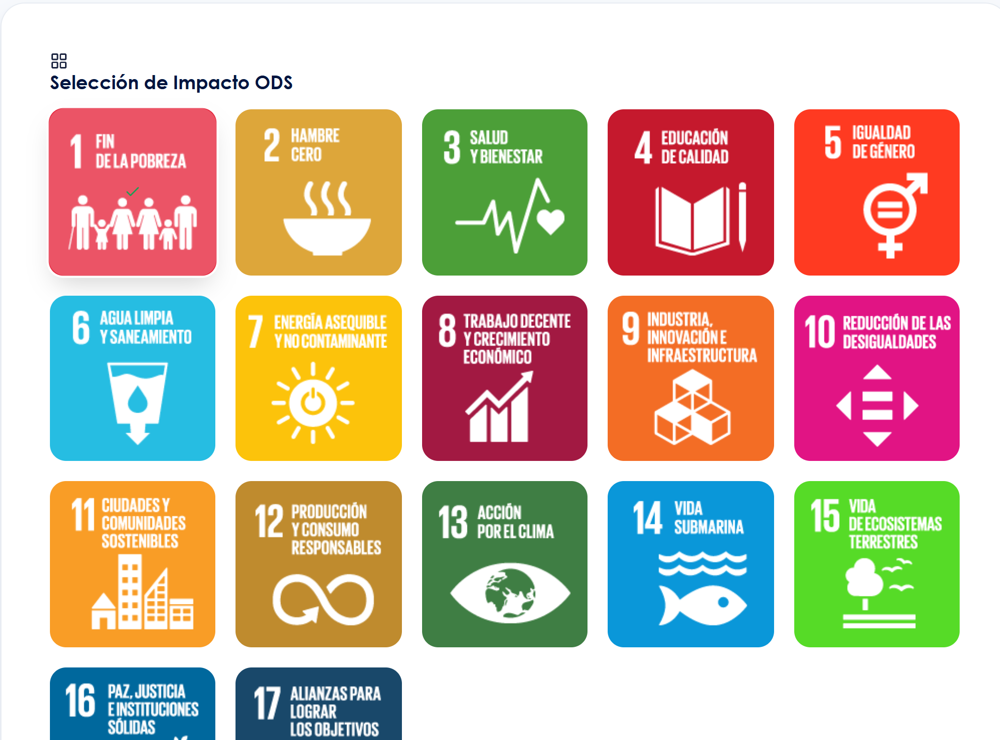 Selección de Impacto ODS
1 FIN
DE LA POBREZA
2 HAMBRE
CERO
3 SALUD
Y BIENESTAR
4 EDUCACIÓN
DE CALIDAD
5 IGUALDAD
DE GÉNERO
6 AGUA LIMPIA
Y SANEAMIENTO
7 ENERGÍA ASEQUIBLE
Y NO CONTAMINANTE
8 TRABAJO DECENTE
Y CRECIMIENTO
ECONÓMICO
9 INDUSTRIA,
INNOVACIÓN E
INFRAESTRUCTURA
10 REDUCCIÓN DE LAS
DESIGUALDADES
11 CIUDADES Y
COMUNIDADES
SOSTENIBLES
12 PRODUCCIÓN
Y CONSUMO
RESPONSABLES
13 ACCIÓN
POR EL CLIMA
14 VIDA
SUBMARINA
15 VIDA
DE ECOSISTEMAS
TERRESTRES
16 PAZ, JUSTICIA
E INSTITUCIONES
SÓLIDAS
17 ALIANZAS PARA
LOGRAR
LOS OBJETIVOS